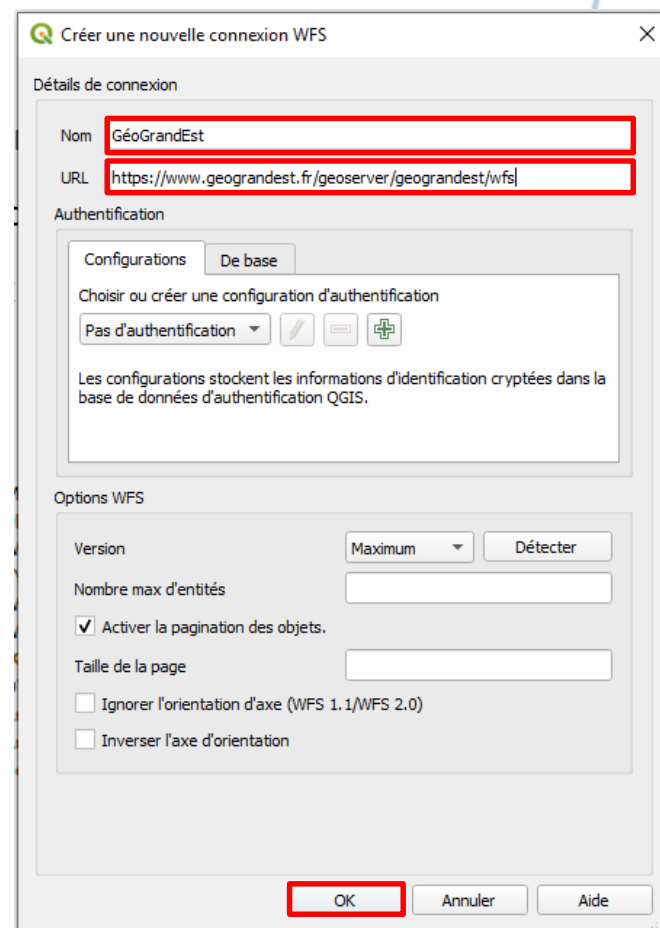 Créer une nouvelle connexion WFS
Détails de connexion
Nom GéoGrandEst
URL https://www.geograndest.fr/geoserver/geograndest/wfs
Authentification
Configurations De base
Choisir ou créer une configuration d'authentification
Pas d'authentification
Les configurations stockent les informations d'identification cryptées dans la
base de données d'authentification QGIS.
Options WFS
Version Maximum Détecter
Nombre max d'entités
Activer la pagination des objets.
Taille de la page
Ignorer l'orientation d'axe (WFS 1.1/WFS 2.0)
Inverser l'axe d'orientation
OK Annuler Aide